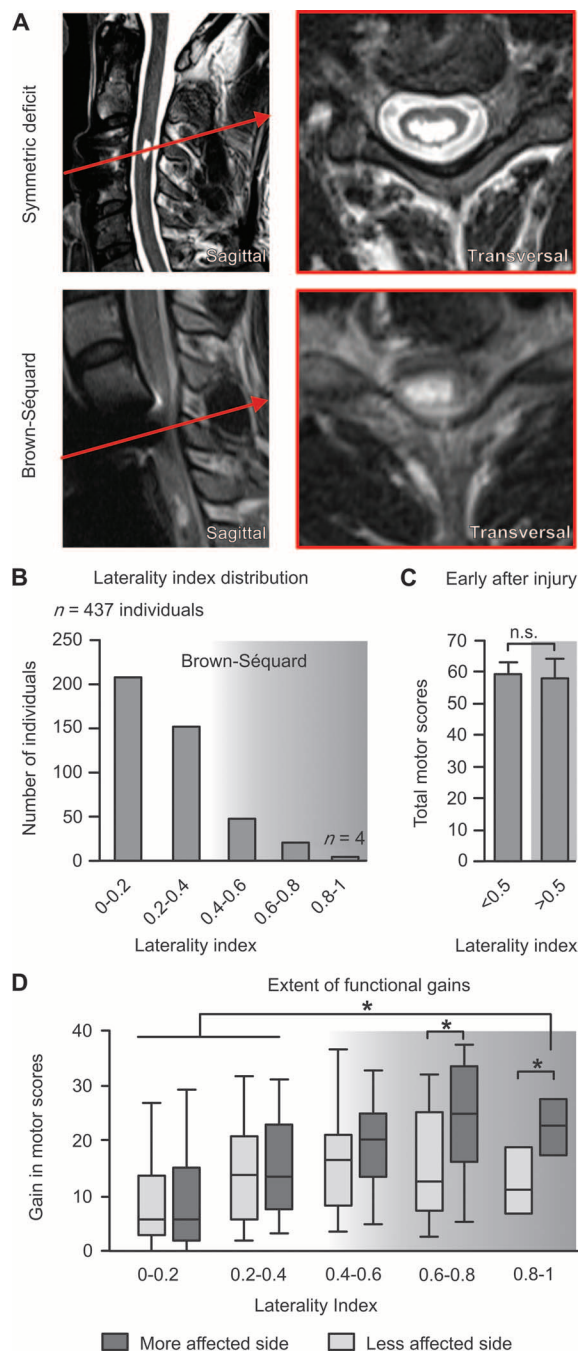 A
Symmetric deficit
Sagittal
Transversal
Brown-Séquard
Sagittal
Transversal
B Laterality index distribution
n = 437 individuals
Brown-Séquard
Number of individuals
250
200
150
100
50
0
n = 4
0-0.2 0.2-0.4 0.4-0.6 0.6-0.8 0.8-1
Laterality index
C Early after injury
n.s.
Total motor scores
70
60
50
40
30
20
10
0
<0.5 >0.5
Laterality index
D Extent of functional gains
*
* *
Gain in motor scores
40
30
20
10
0
0-0.2 0.2-0.4 0.4-0.6 0.6-0.8 0.8-1
Laterality Index
More affected side Less affected side